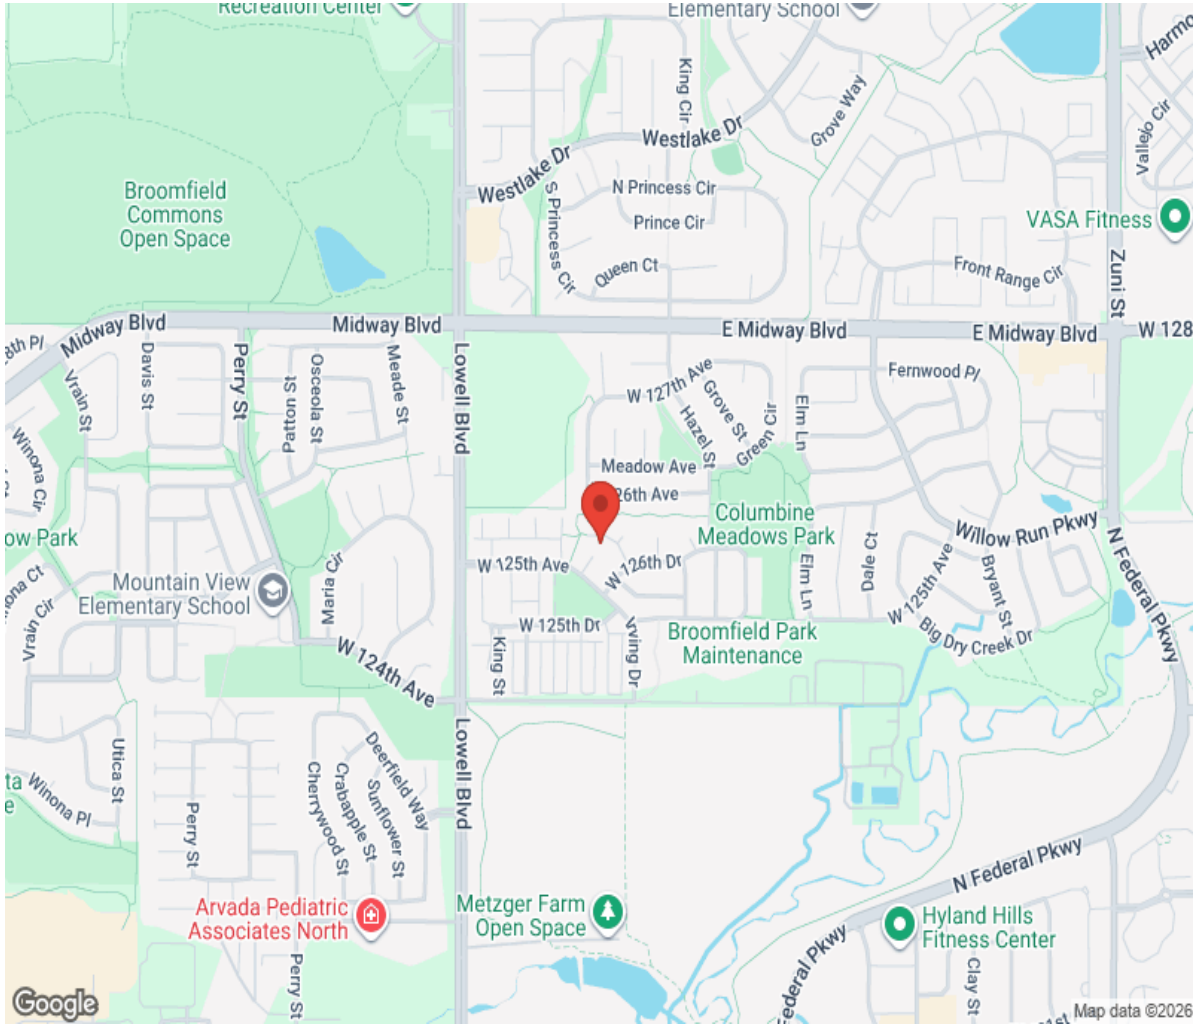 Recreation Center
Elementary School
Harmo
King Cir
Grove Way
Westlake Dr
Vallejo Cir
Westlake Dr
N Princess Cir
S Princess Cir
Prince Cir
Broomfield
Commons
Open Space
VASA Fitness
Queen Ct
Front Range Cir
Zuni St
Midway Blvd
Midway Blvd
E Midway Blvd
E Midway Blvd
W 128
8th Pl
Vrain St
Davis St
Perry St
Patton St
Osceola St
Meade St
Lowell Blvd
W 127th Ave
Grove St
Hazel St
Green Cir
Elm Ln
Fernwood Pl
Winona Cir
Meadow Ave
26th Ave
Columbine
Meadows Park
Willow Run Pkwy
ow Park
W 125th Ave
W 126th Dr
Elm Ln
Dale Ct
W 125th Ave
Bryant St
N Federal Pkwy
Mountain View
Elementary School
Maria Cir
Vrain Cir
W 125th Dr
Irving Dr
Broomfield Park
Maintenance
Big Dry Creek Dr
W 124th Ave
King St
Utica St
Winona Pl
Perry St
Deerfield Way
Sunflower St
Crabapple St
Cherrywood St
Lowell Blvd
N Federal Pkwy
Arvada Pediatric
Associates North
Metzger Farm
Open Space
Hyland Hills
Fitness Center
Federal Pkwy
Perry St
Clay St
Google
Map data ©2026